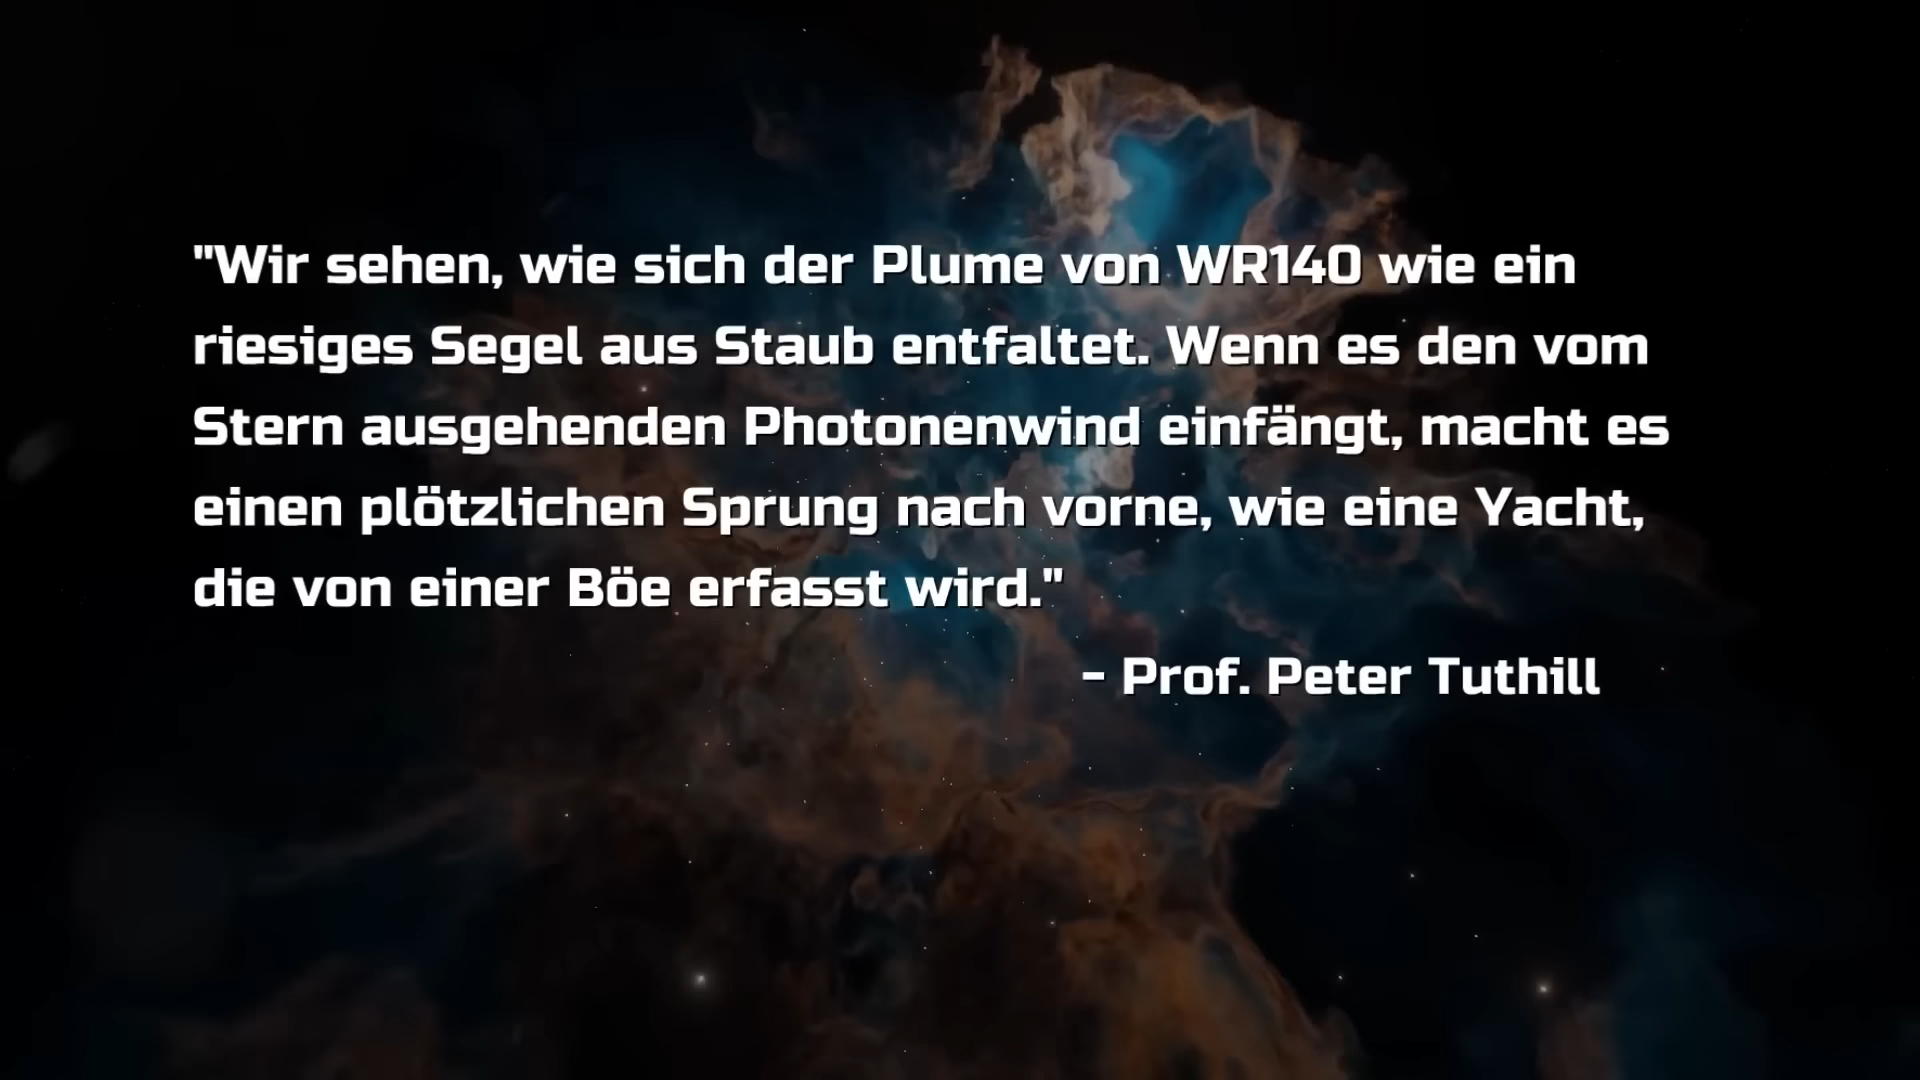 "Wir sehen, wie sich der Plume von WR140 wie ein
riesiges Segel aus Staub entfaltet. Wenn es den vom
Stern ausgehenden Photonenwind einfängt, macht es
einen plötzlichen Sprung nach vorne, wie eine Yacht,
die von einer Böe erfasst wird."
- Prof. Peter Tuthill